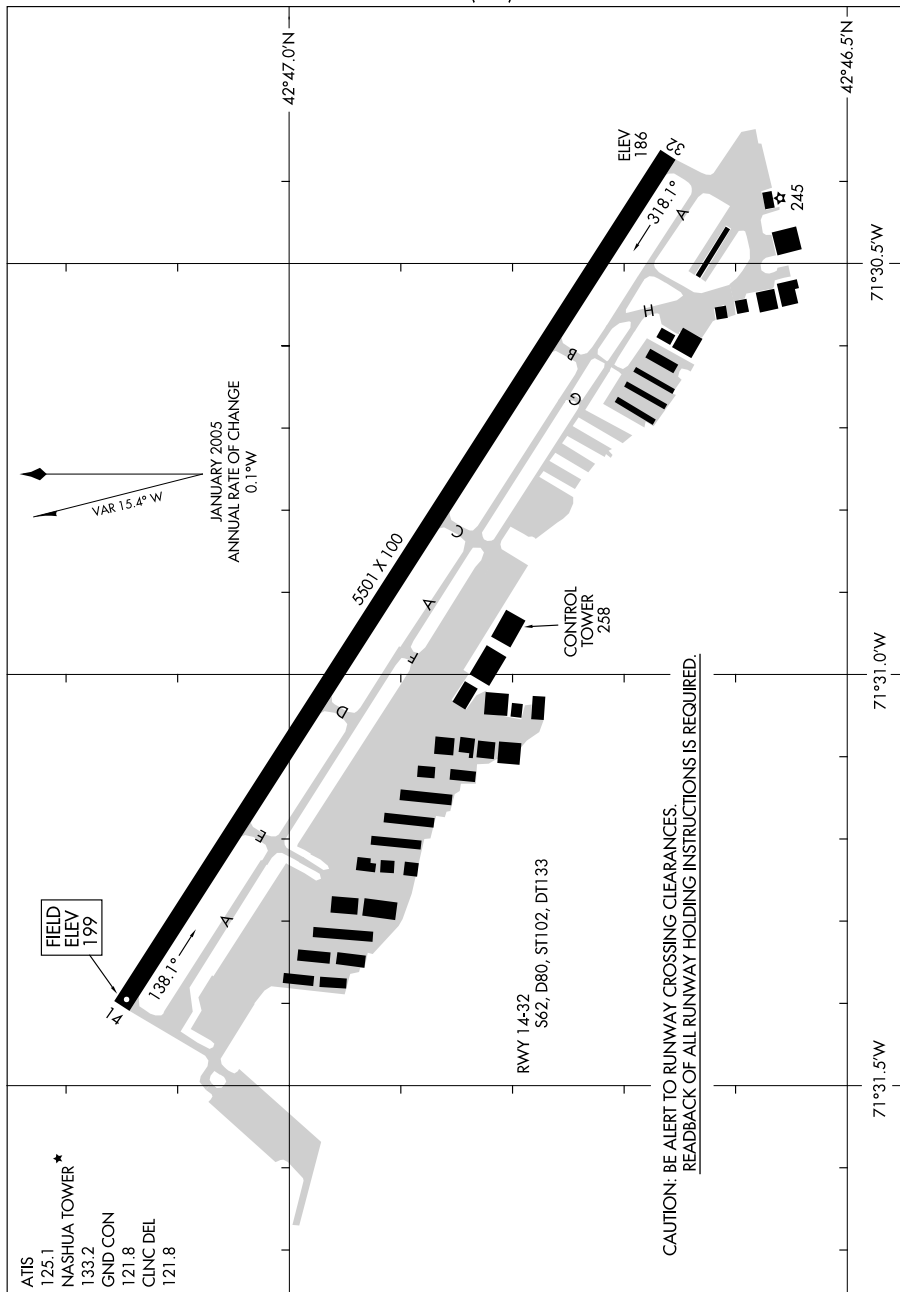 ATIS
125.1
NASHUA TOWER ★
133.2
GND CON
121.8
CLNC DEL
121.8
FIELD
ELEV
199
14
138.1°
A
E
D
F
A
C
5501 X 100
G
B
H
A
318.1°
32
ELEV
186
245
VAR 15.4° W
JANUARY 2005
ANNUAL RATE OF CHANGE
0.1°W
CONTROL
TOWER
258
RWY 14-32
S62, D80, ST102, DT133
CAUTION: BE ALERT TO RUNWAY CROSSING CLEARANCES.
READBACK OF ALL RUNWAY HOLDING INSTRUCTIONS IS REQUIRED.
42°47.0'N
42°46.5'N
71°31.5'W
71°31.0'W
71°30.5'W